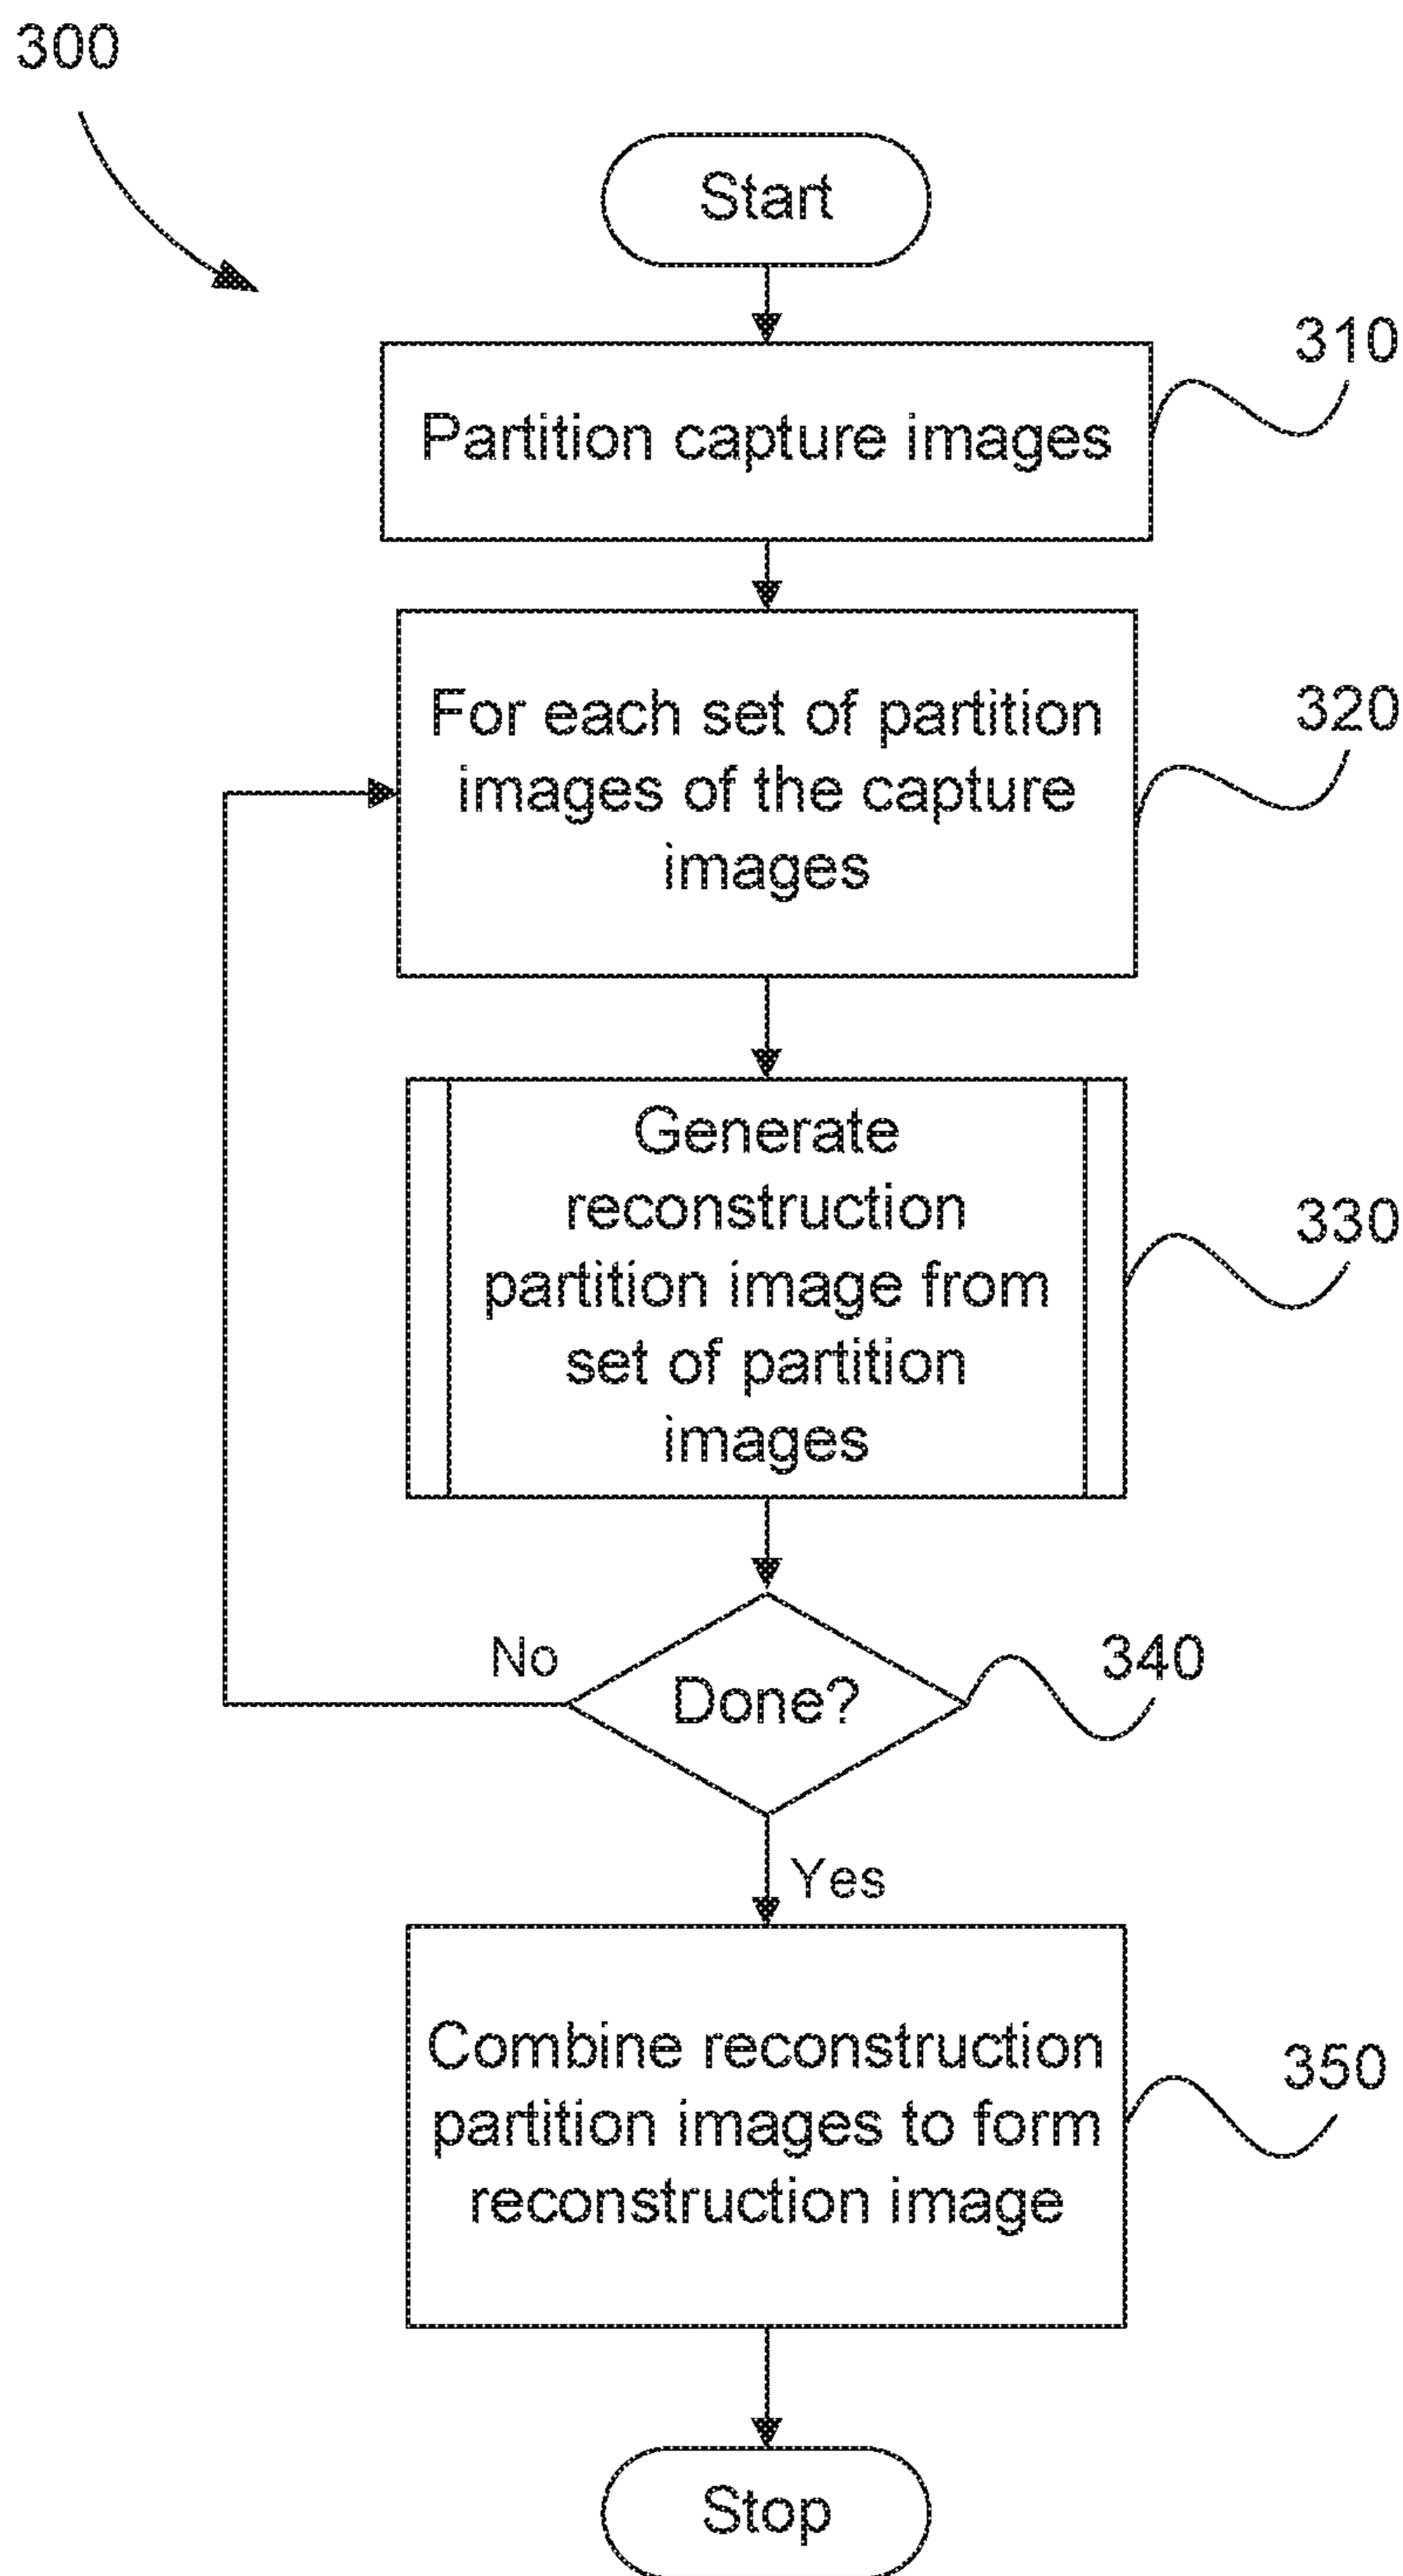 300
Start
310
Partition capture images
320
For each set of partition
images of the capture
images
330
Generate
reconstruction
partition image from
set of partition
images
340
No
Done?
Yes
350
Combine reconstruction
partition images to form
reconstruction image
Stop